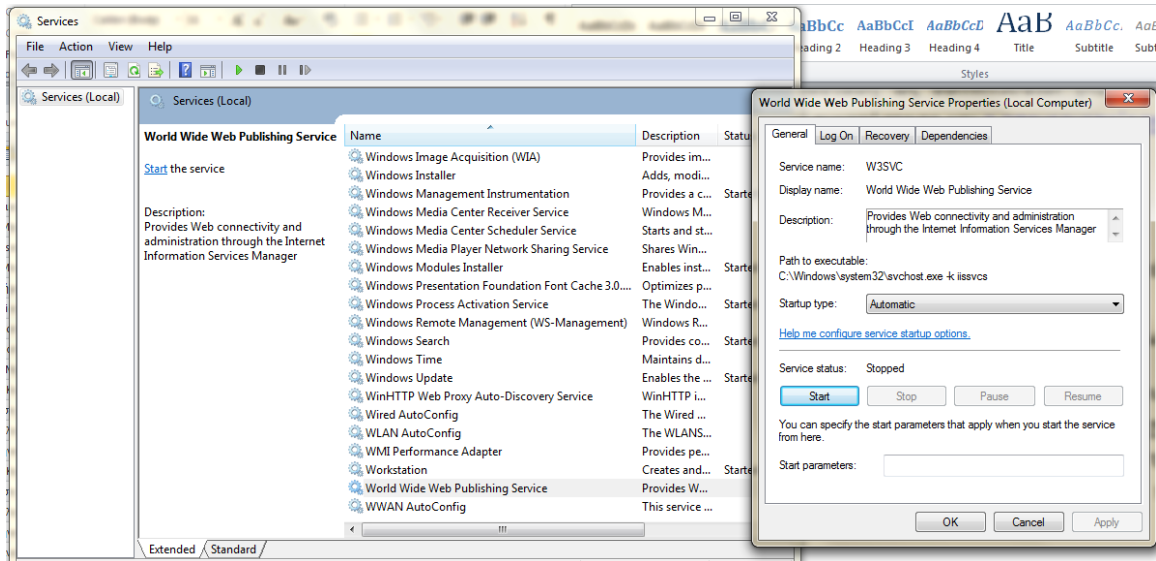 Services
File Action View Help
Services (Local)
Services (Local)
World Wide Web Publishing Service
Start the service
Description:
Provides Web connectivity and
administration through the Internet
Information Services Manager
Name Description Statu
Windows Image Acquisition (WIA) Provides im...
Windows Installer Adds, modi...
Windows Management Instrumentation Provides a c... Starte
Windows Media Center Receiver Service Windows M...
Windows Media Center Scheduler Service Starts and st...
Windows Media Player Network Sharing Service Shares Win...
Windows Modules Installer Enables inst... Starte
Windows Presentation Foundation Font Cache 3.0.... Optimizes p...
Windows Process Activation Service The Windo... Starte
Windows Remote Management (WS-Management) Windows R...
Windows Search Provides co... Starte
Windows Time Maintains d...
Windows Update Enables the ... Starte
WinHTTP Web Proxy Auto-Discovery Service WinHTTP i...
Wired AutoConfig The Wired ...
WLAN AutoConfig The WLANS...
WMI Performance Adapter Provides pe...
Workstation Creates and... Starte
World Wide Web Publishing Service Provides W...
WWAN AutoConfig This service ...
Extended Standard
aBbCc AaBbCcI AaBbCcD AaB AaBbCc. AaB
eading 2 Heading 3 Heading 4 Title Subtitle Subt
Styles
World Wide Web Publishing Service Properties (Local Computer)
General Log On Recovery Dependencies
Service name: W3SVC
Display name: World Wide Web Publishing Service
Description: Provides Web connectivity and administration
through the Internet Information Services Manager
Path to executable:
C:\Windows\system32\svchost.exe -k iissvcs
Startup type: Automatic
Help me configure service startup options.
Service status: Stopped
Start Stop Pause Resume
You can specify the start parameters that apply when you start the service
from here.
Start parameters:
OK Cancel Apply